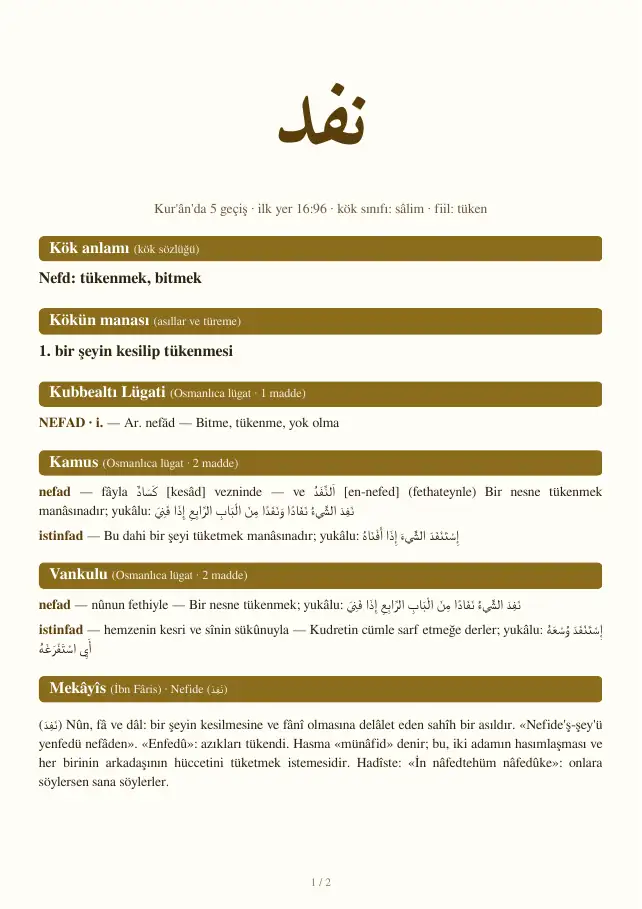 نفد
Kur'ân'da 5 geçiş · ilk yer 16:96 · kök sınıfı: sâlim · fiil: tüken
Kök anlamı (kök sözlüğü)
Nefd: tükenmek, bitmek
Kökün manası (asıllar ve türeme)
1. bir şeyin kesilip tükenmesi
Kubbealtı Lügati (Osmanlıca lügat · 1 madde)
NEFAD · i. — Ar. nefâd — Bitme, tükenme, yok olma
Kamus (Osmanlıca lügat · 2 madde)
nefad — fâyla كَسَادٌ [kesâd] vezninde — ve اَلنَّفَدُ [en-nefed] (fethateynle) Bir nesne tükenmek
manâsınadır; yukâlu: نَفِدَ الشَّيْءُ نَفَادًا وَنَفَدًا مِنَ الْبَابِ الرَّابِعِ إِذَا فَنِيَ
istinfad — Bu dahi bir şeyi tüketmek manâsınadır; yukâlu: إِسْتَنْفَدَ الشَّيْءَ إِذَا أَفْنَاهُ
Vankulu (Osmanlıca lügat · 2 madde)
nefad — nûnun fethiyle — Bir nesne tükenmek; yukâlu: نَفِدَ الشَّيْءُ نَفَادًا مِنَ الْبَابِ الرَّابِعِ إِذَا فَنِيَ
istinfad — hemzenin kesri ve sînin sükûnuyla — Kudretin cümle sarf etmeğe derler; yukâlu: إِسْتَنْفَدَ وُسْعَهُ
أَيِ اسْتَفْرَغَهُ
Mekâyîs (İbn Fâris) · Nefide (نَفِدَ)
(نَفِدَ) Nûn, fâ ve dâl: bir şeyin kesilmesine ve fânî olmasına delâlet eden sahîh bir asıldır. «Nefide'ş-şey'ü
yenfedü nefâden». «Enfedû»: azıkları tükendi. Hasma «münâfid» denir; bu, iki adamın hasımlaşması ve
her birinin arkadaşının hüccetini tüketmek istemesidir. Hadîste: «İn nâfedtehüm nâfedûke»: onlara
söylersen sana söylerler.
1 / 2